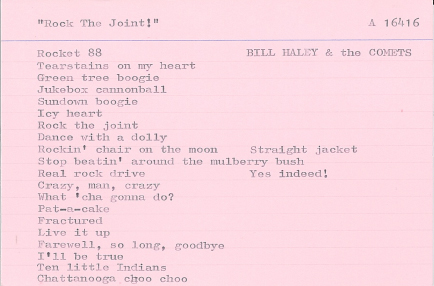 "Rock The Joint!" A 16416
Rocket 88 BILL HALEY & the COMETS
Tearstains on my heart
Green tree boogie
Jukebox cannonball
Sundown boogie
Icy heart
Rock the joint
Dance with a dolly
Rockin' chair on the moon Straight jacket
Stop beatin' around the mulberry bush
Real rock drive Yes indeed!
Crazy, man, crazy
What 'cha gonna do?
Pat-a-cake
Fractured
Live it up
Farewell, so long, goodbye
I'll be true
Ten little Indians
Chattanooga choo choo